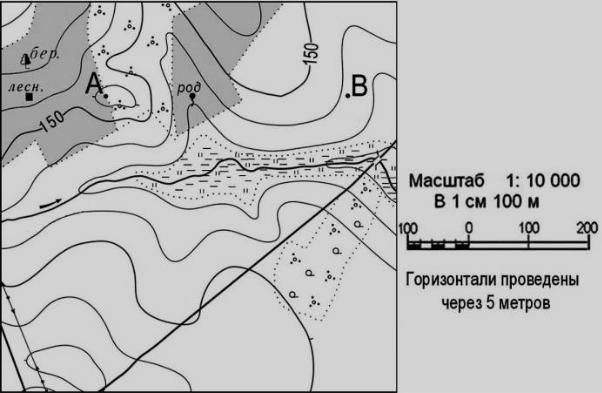 бер.
А
лесн.
род
150
В
150
Масштаб 1: 10 000
В 1 см 100 м
100 0 100 200
Горизонтали проведены
через 5 метров